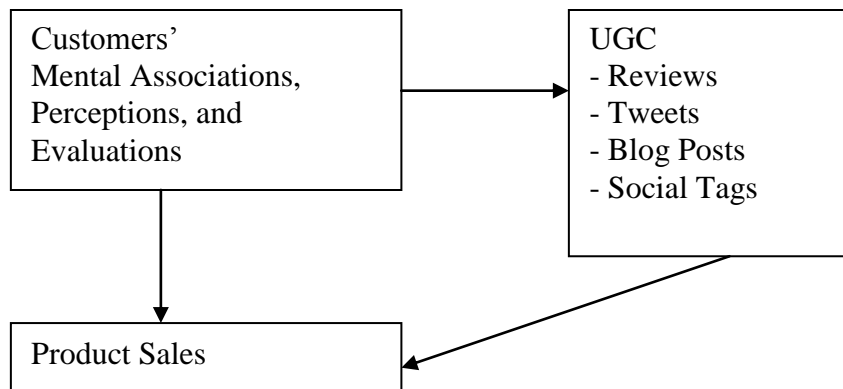 Customers’
Mental Associations,
Perceptions, and
Evaluations
UGC
- Reviews
- Tweets
- Blog Posts
- Social Tags
Product Sales